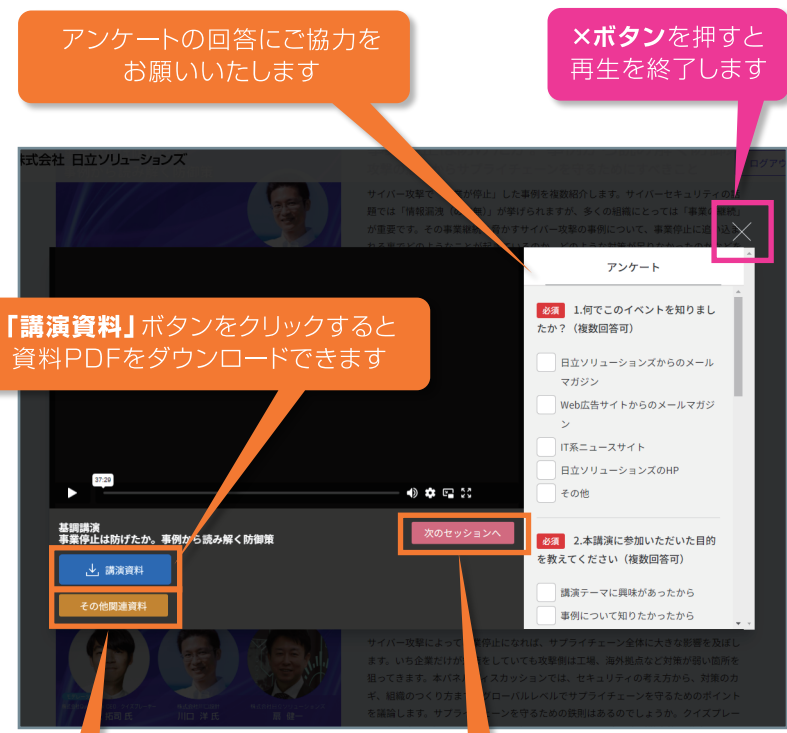 アンケートの回答にご協力を
お願いいたします
×ボタンを押すと
再生を終了します
株式会社 日立ソリューションズ
ログアウ
サイバー攻撃で 業が停止」した事例を複数紹介します。サイバーセキュリティの
題では「情報漏洩 」が挙げられますが、多くの組織にとっては「事業の継続」
が重要です。その事業継続 脅かすサイバー攻撃の事例について、事業停止に追い込ま
アンケート
必須 1.何でこのイベントを知りまし
たか？（複数回答可）
日立ソリューションズからのメール
マガジン
Web広告サイトからのメールマガジ
ン
IT系ニュースサイト
日立ソリューションズのHP
その他
必須 2.本講演に参加いただいた目的
を教えてください（複数回答可）
講演テーマに興味があったから
事例について知りたかったから
「講演資料」ボタンをクリックすると
資料PDFをダウンロードできます
37:29
基調講演
事業停止は防げたか。事例から読み解く防御策
次のセッションへ
講演資料
その他関連資料
サイバー攻撃によって 業停止になれば、サプライチェーン全体に大きな影響を及ぼし
ます。いち企業だけが をしていても攻撃側は工場、海外拠点など対策が弱い箇所を
狙ってきます。本パネルディスカッションでは、セキュリティの考え方から、対策のカ
ギ、組織のつくり方まで グローバルレベルでサプライチェーンを守るためのポイント
を議論します。サプライチェーンを守るための鉄則はあるのでしょうか。クイズプレー
拓司 氏
川口 洋 氏
扇 健一